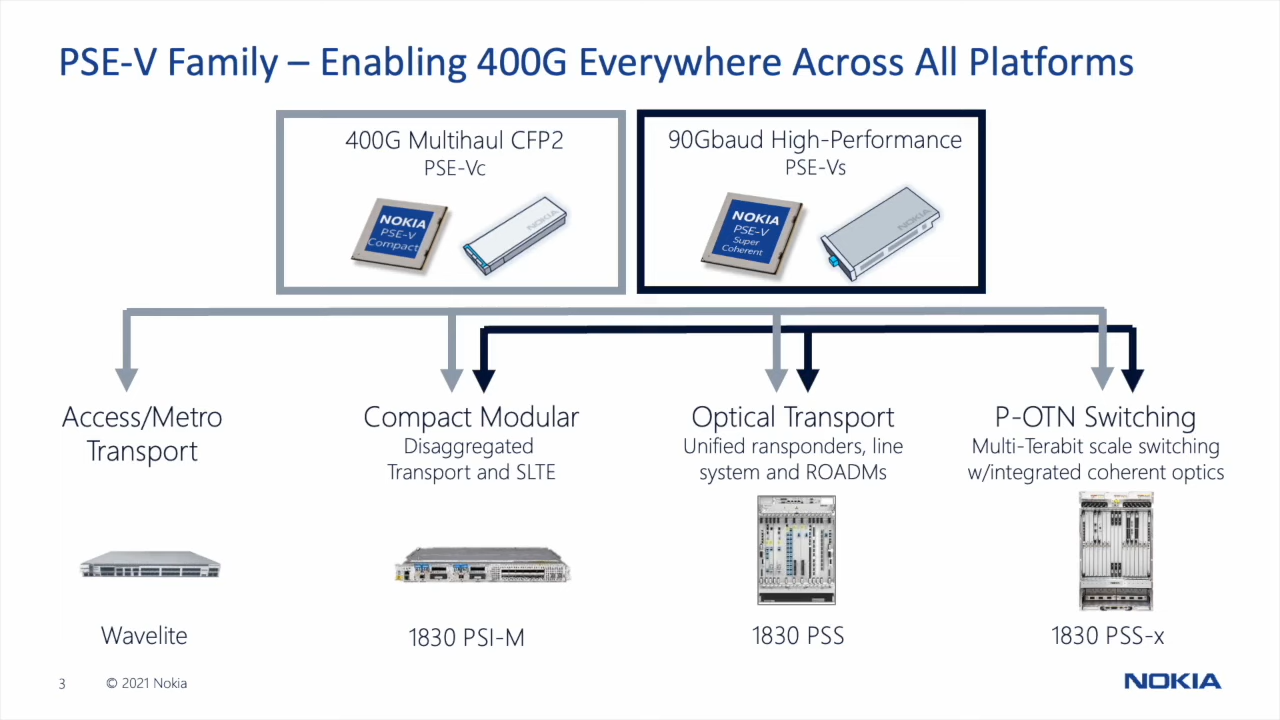 PSE-V Family – Enabling 400G Everywhere Across All Platforms
400G Multihaul CFP2
PSE-Vc
NOKIA
PSE-V
Compact
NOKIA
90Gbaud High-Performance
PSE-Vs
NOKIA
PSE-V
Super
Coherent
NOKIA
Access/Metro
Transport
Wavelite
Compact Modular
Disaggregated
Transport and SLTE
1830 PSI-M
Optical Transport
Unified ransponders, line
system and ROADMs
1830 PSS
P-OTN Switching
Multi-Terabit scale switching
w/integrated coherent optics
1830 PSS-x
3
© 2021 Nokia
NOKIA